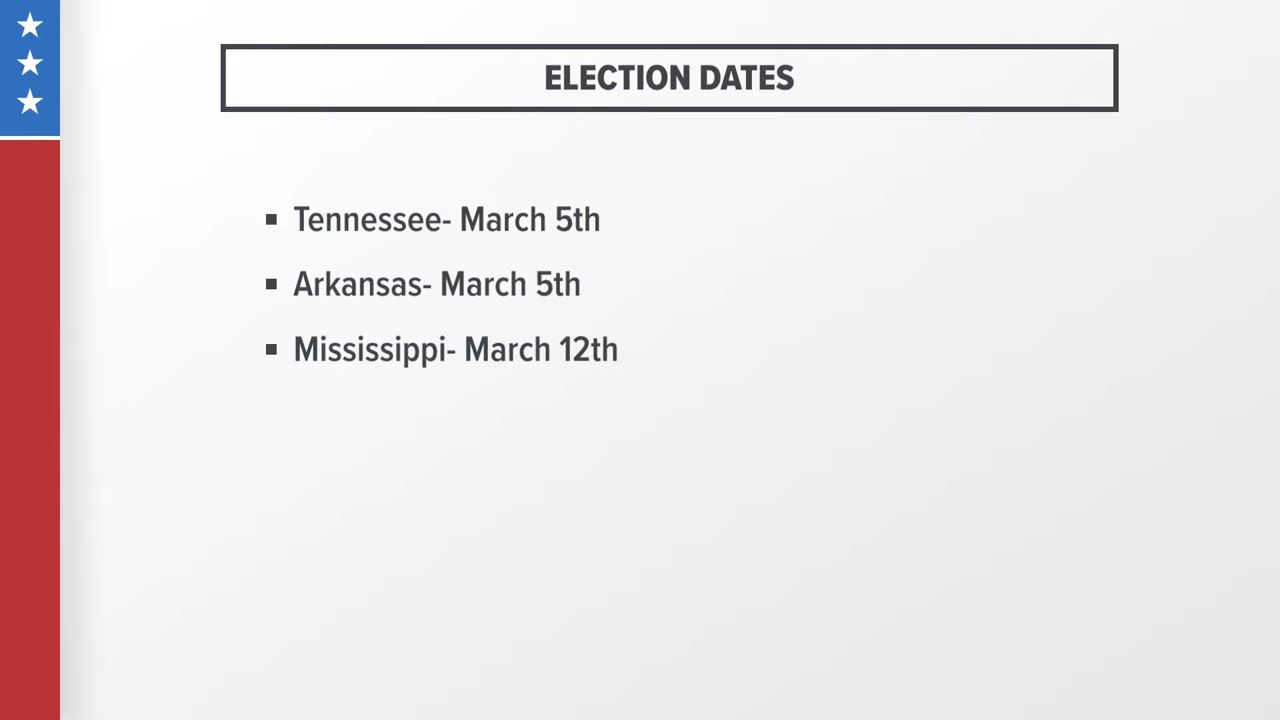 ELECTION DATES
▪ Tennessee- March 5th
▪ Arkansas- March 5th
▪ Mississippi- March 12th